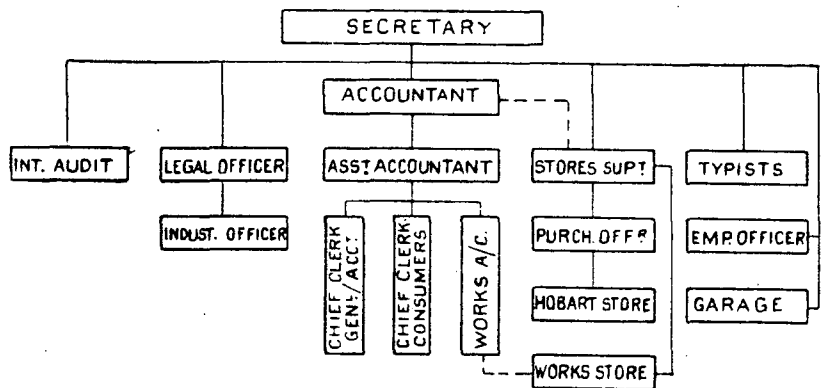 SECRETARY
ACCOUNTANT
INT. AUDIT
LEGAL OFFICER
ASST. ACCOUNTANT
STORES SUPT
TYPISTS
INDUST. OFFICER
CHIEF CLERK
GENL/ACCT.
CHIEF CLERK
CONSUMERS
WORKS A/C.
PURCH. OFFR
EMP. OFFICER
HOBART STORE
GARAGE
WORKS STORE